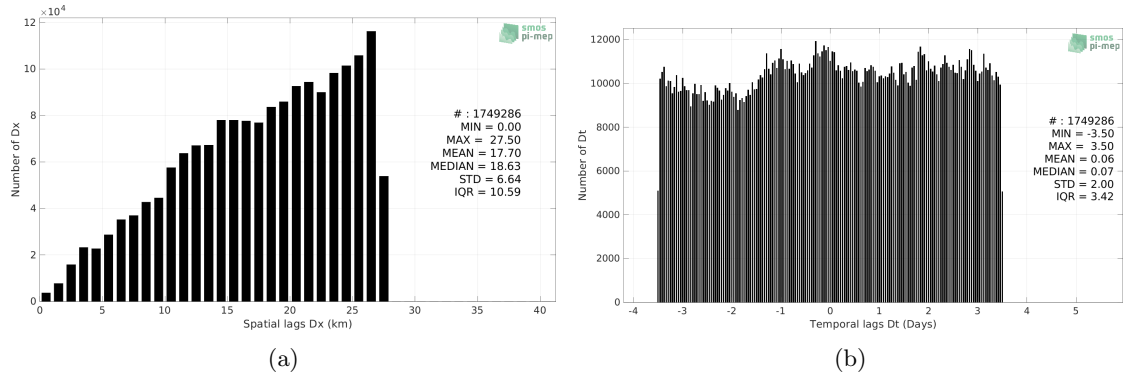 ×10⁴
12
10
8
6
4
2
0
Number of Dx
0 5 10 15 20 25 30 35 40
Spatial lags Dx (km)
smos
pi-mep
# : 1749286
MIN = 0.00
MAX = 27.50
MEAN = 17.70
MEDIAN = 18.63
STD = 6.64
IQR = 10.59
(a)
12000
10000
8000
6000
4000
2000
0
Number of Dt
-4 -3 -2 -1 0 1 2 3 4 5
Temporal lags Dt (Days)
smos
pi-mep
# : 1749286
MIN = -3.50
MAX = 3.50
MEAN = 0.06
MEDIAN = 0.07
STD = 2.00
IQR = 3.42
(b)